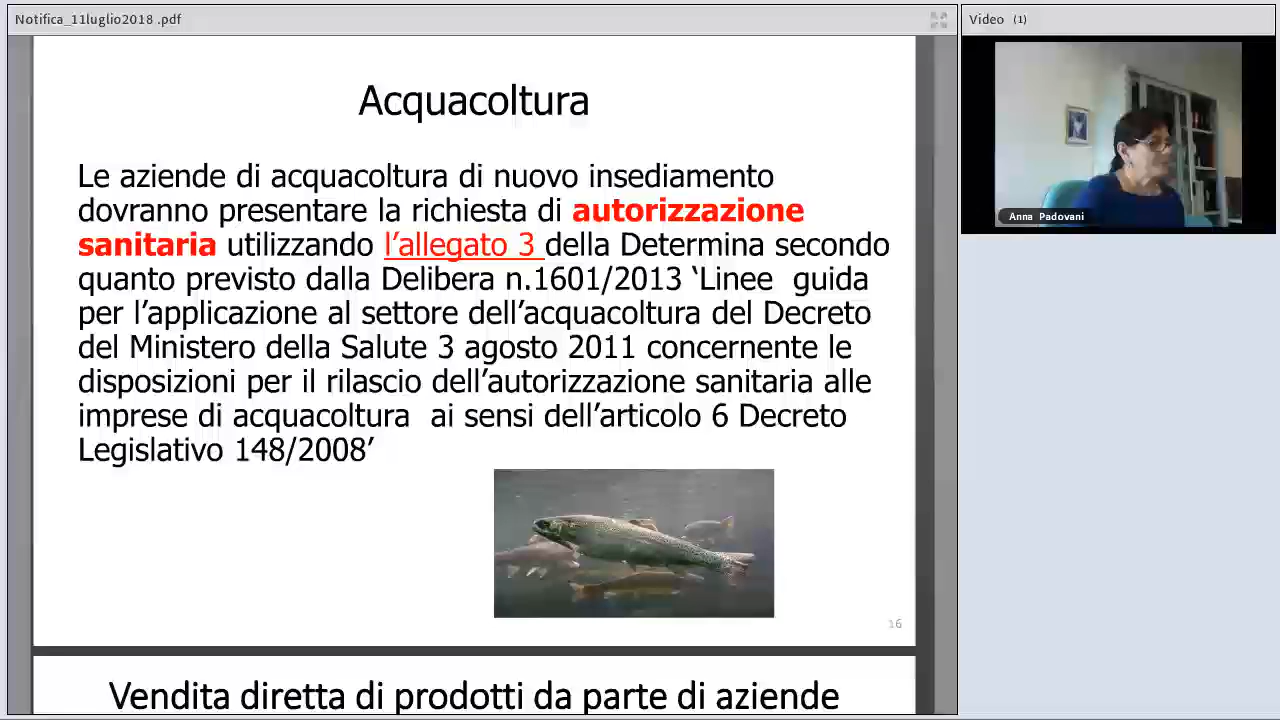 Notifica_11luglio2018 .pdf
Video (1)
Anna Padovani
Acquacoltura
Le aziende di acquacoltura di nuovo insediamento
dovranno presentare la richiesta di autorizzazione
sanitaria utilizzando l’allegato 3 della Determina secondo
quanto previsto dalla Delibera n.1601/2013 ‘Linee guida
per l’applicazione al settore dell’acquacoltura del Decreto
del Ministero della Salute 3 agosto 2011 concernente le
disposizioni per il rilascio dell’autorizzazione sanitaria alle
imprese di acquacoltura ai sensi dell’articolo 6 Decreto
Legislativo 148/2008’
16
Vendita diretta di prodotti da parte di aziende